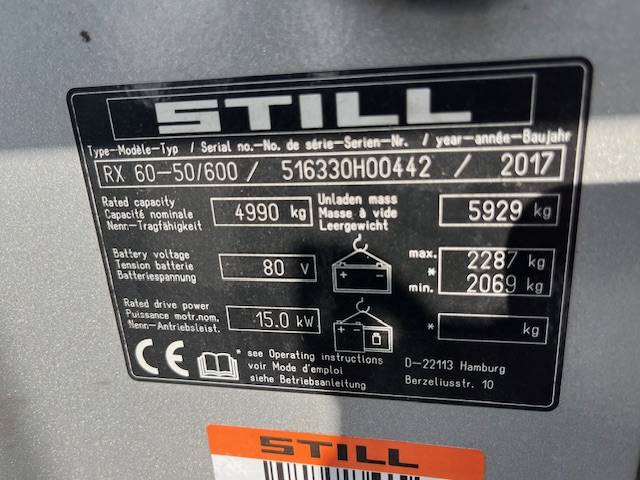 STILL
Type-Modèle-Typ / Serial no.-No. de série-Serien-Nr. / year-année-Baujahr
RX 60-50/600 / 516330H00442 / 2017
Rated capacity
Capacité nominale
Nenn.-Tragfähigkeit
4990 kg
Unladen mass
Masse à vide
Leergewicht
5929 kg
Battery voltage
Tension batterie
Batteriespannung
80 V
max. 2287 kg
*
min. 2069 kg
Rated drive power
Puissance motr.nom.
Nenn-Antriebsleist.
15.0 kW
* kg
CE
* see Operating instructions
voir Mode d'emploi
siehe Betriebsanleitung
D-22113 Hamburg
Berzeliusstr. 10
STILL